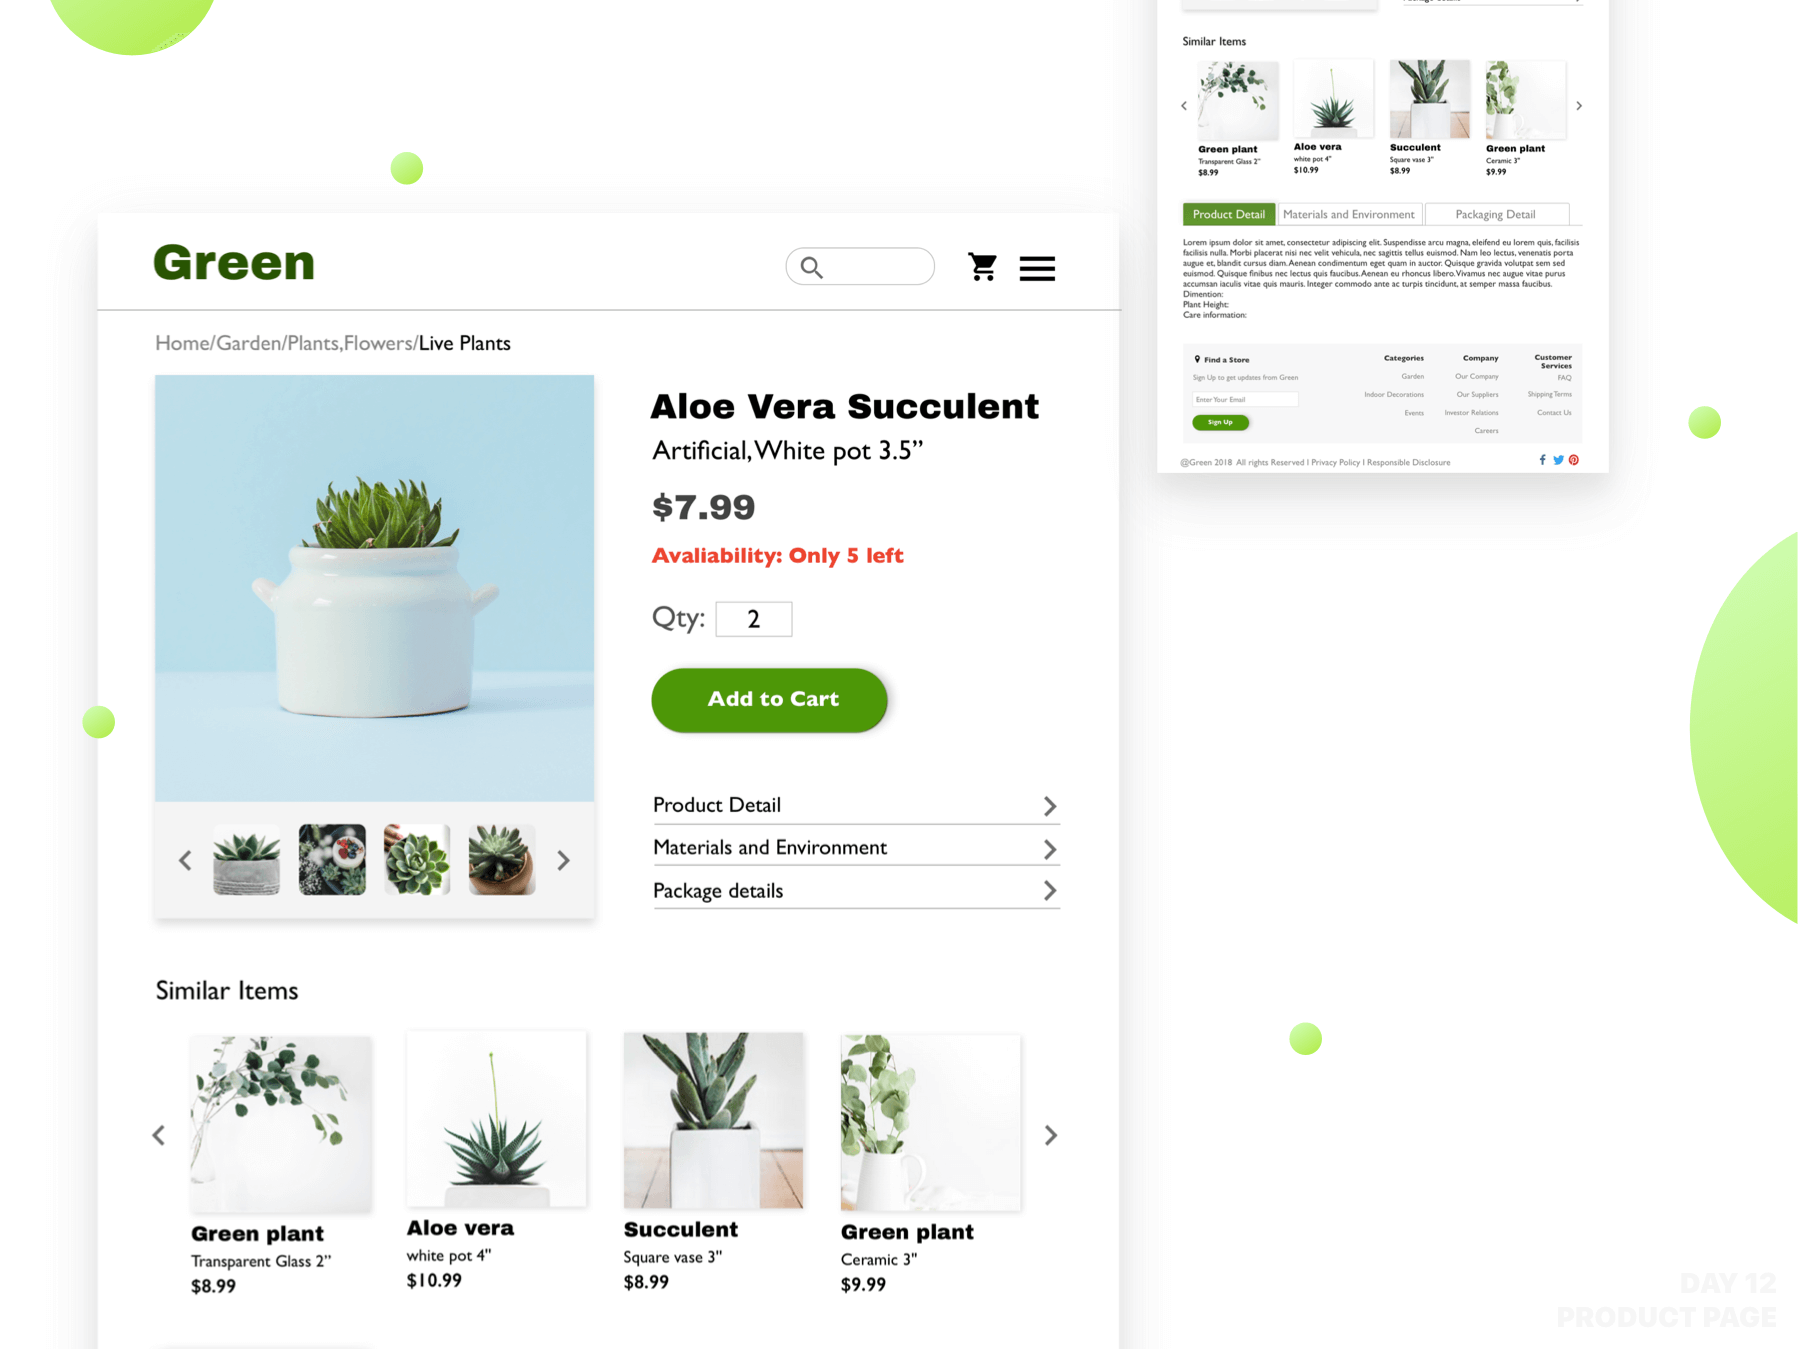 Green
Home/Garden/Plants,Flowers/Live Plants
Aloe Vera Succulent
Artificial,White pot 3.5”
$7.99
Avaliability: Only 5 left
Qty: 2
Add to Cart
Product Detail
Materials and Environment
Package details
Similar Items
Green plant
Transparent Glass 2”
$8.99
Aloe vera
white pot 4"
$10.99
Succulent
Square vase 3"
$8.99
Green plant
Ceramic 3"
$9.99
Similar Items
Green plant
Transparent Glass 2”
$8.99
Aloe vera
white pot 4"
$10.99
Succulent
Square vase 3"
$8.99
Green plant
Ceramic 3"
$9.99
Product Detail
Materials and Environment
Packaging Detail
Lorem ipsum dolor sit amet, consectetur adipiscing elit. Suspendisse arcu magna, eleifend eu lorem quis, facilisis
facilisis nulla. Morbi placerat nisi nec velit vehicula, nec sagittis tellus euismod. Nam leo lectus, venenatis porta
augue et, blandit cursus diam. Aenean condimentum eget quam in auctor. Quisque gravida volutpat sem sed
euismod. Quisque finibus nec lectus quis faucibus. Aenean eu rhoncus libero. Vivamus nec augue vitae purus
accumsan iaculis vitae quis mauris. Integer commodo ante ac turpis tincidunt, at semper massa faucibus.
Dimention:
Plant Height:
Care information:
Find a Store
Sign Up to get updates from Green
Enter Your Email
Sign Up
Categories
Garden
Indoor Decorations
Events
Company
Our Company
Our Suppliers
Investor Relations
Careers
Customer
Services
FAQ
Shipping Terms
Contact Us
@Green 2018 All rights Reserved I Privacy Policy I Responsible Disclosure
DAY 12
PRODUCT PAGE